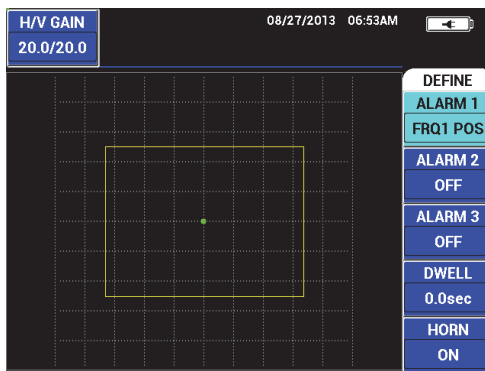 H/V GAIN
20.0/20.0
08/27/2013 06:53AM
DEFINE
ALARM 1
FRQ1 POS
ALARM 2
OFF
ALARM 3
OFF
DWELL
0.0sec
HORN
ON